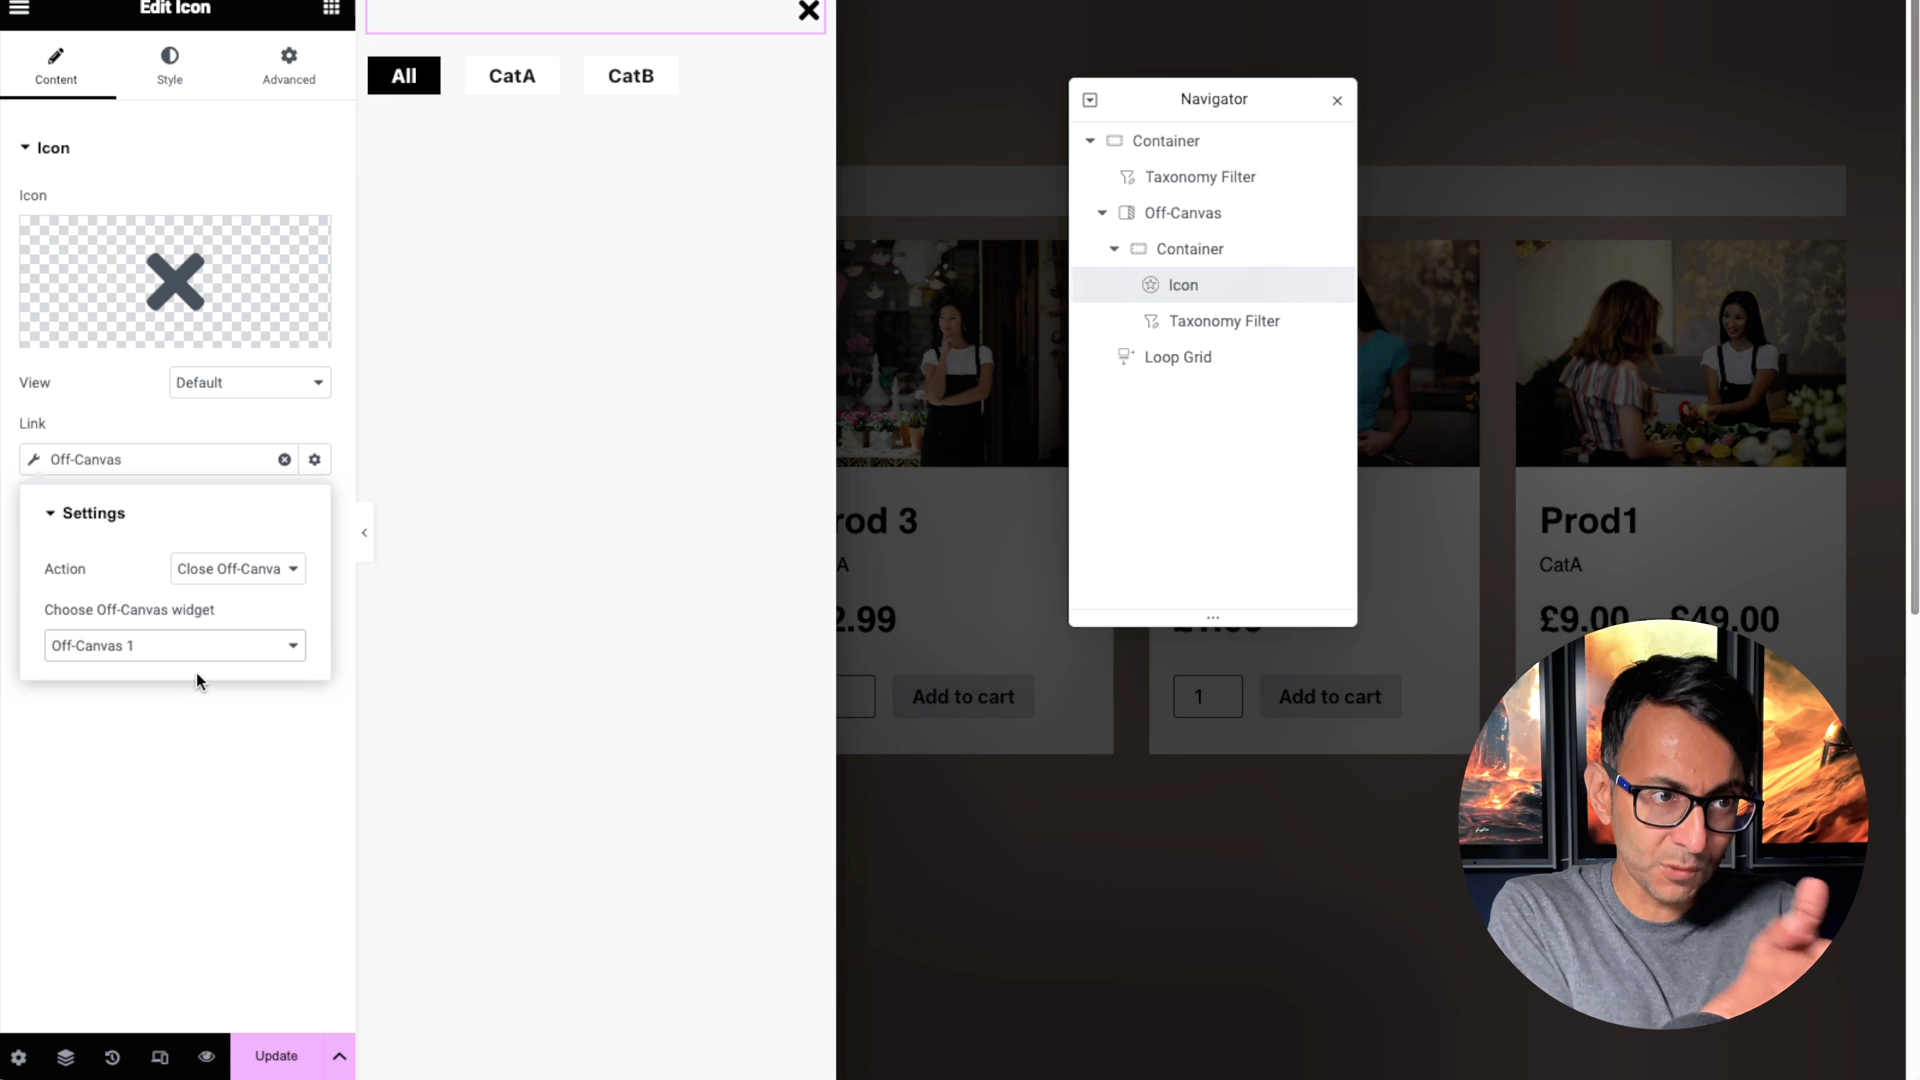 Edit Icon
Content
Style
Advanced
Icon
Icon
View
Default
Link
Off-Canvas
Settings
Action
Close Off-Canva
Choose Off-Canvas widget
Off-Canvas 1
Update
All
CatA
CatB
Navigator
Container
Taxonomy Filter
Off-Canvas
Container
Icon
Taxonomy Filter
Loop Grid
rod 3
A
2.99
Add to cart
1
Add to cart
Prod1
CatA
£9.00 – £49.00